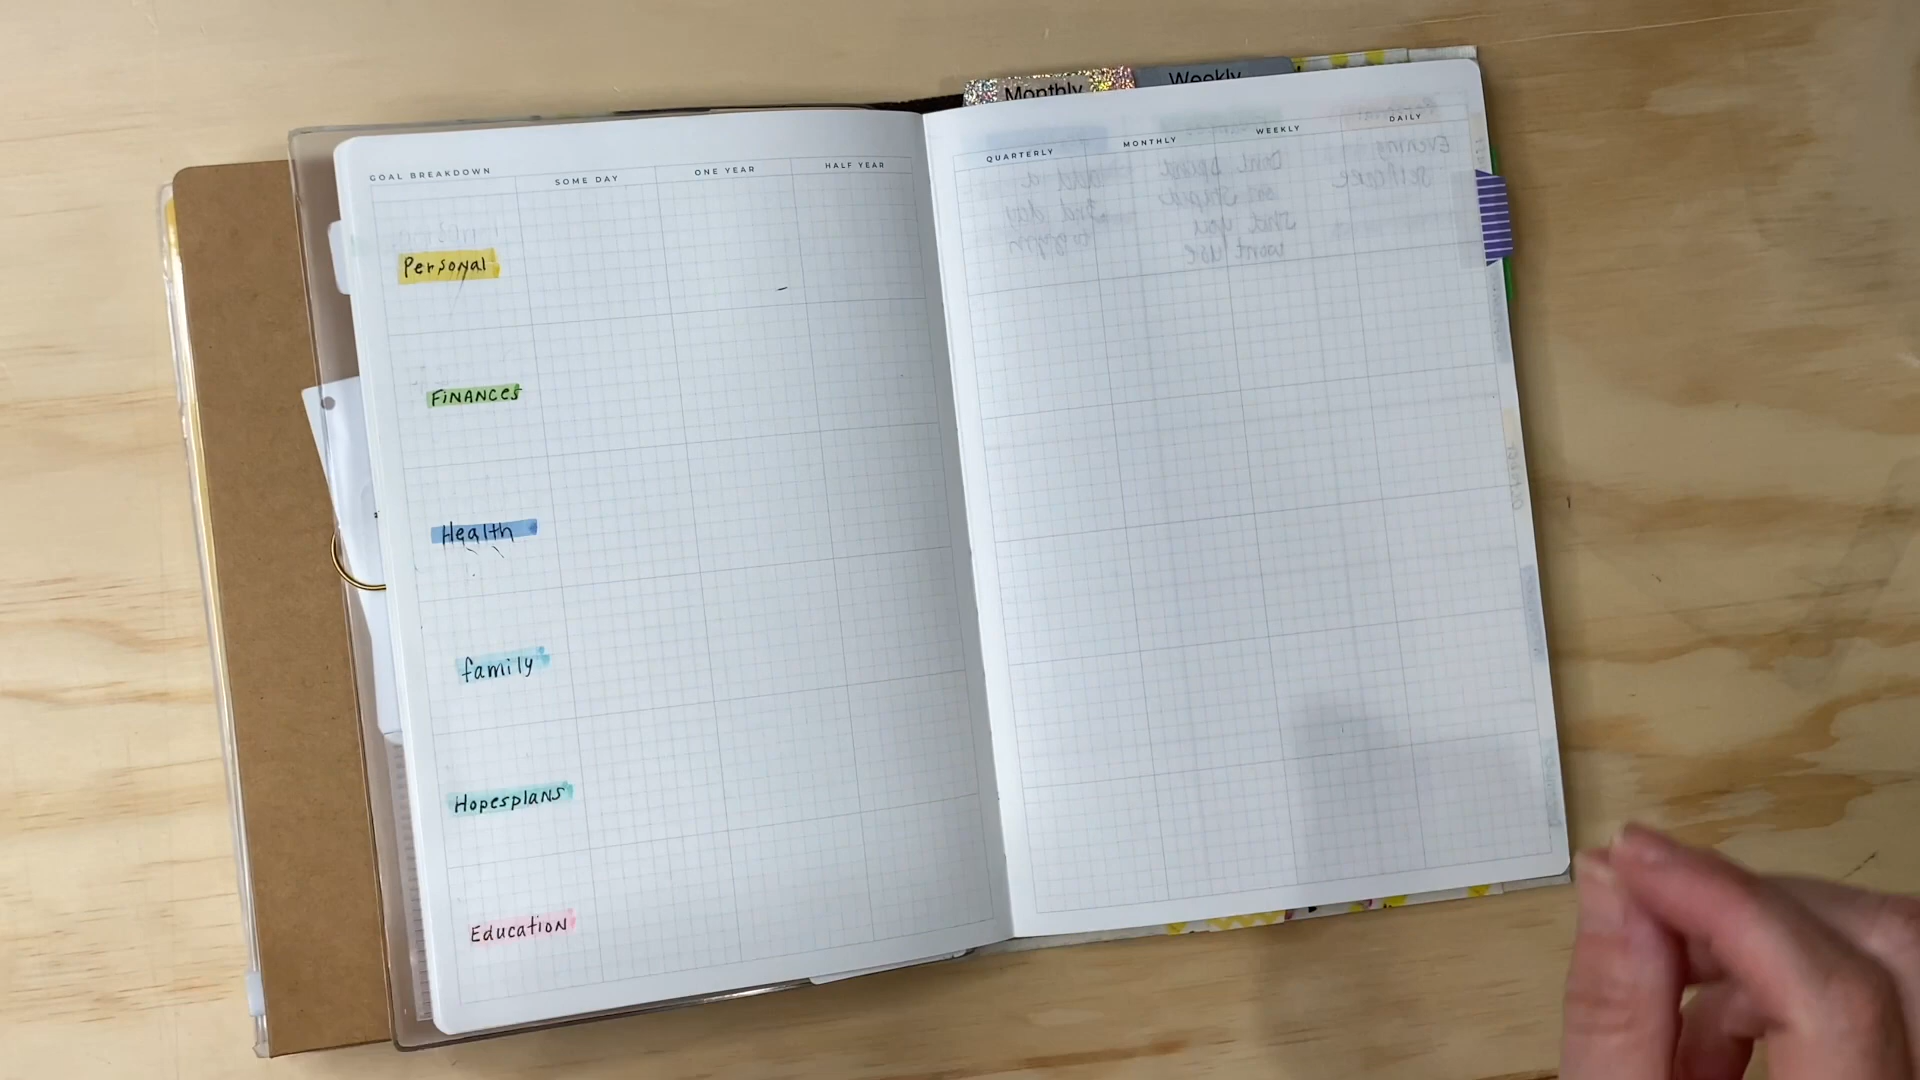 Monthly
Weekly
GOAL BREAKDOWN
SOME DAY
ONE YEAR
HALF YEAR
QUARTERLY
MONTHLY
WEEKLY
DAILY
Personal
FiNANCES
Health
family
Hopesplans
Education